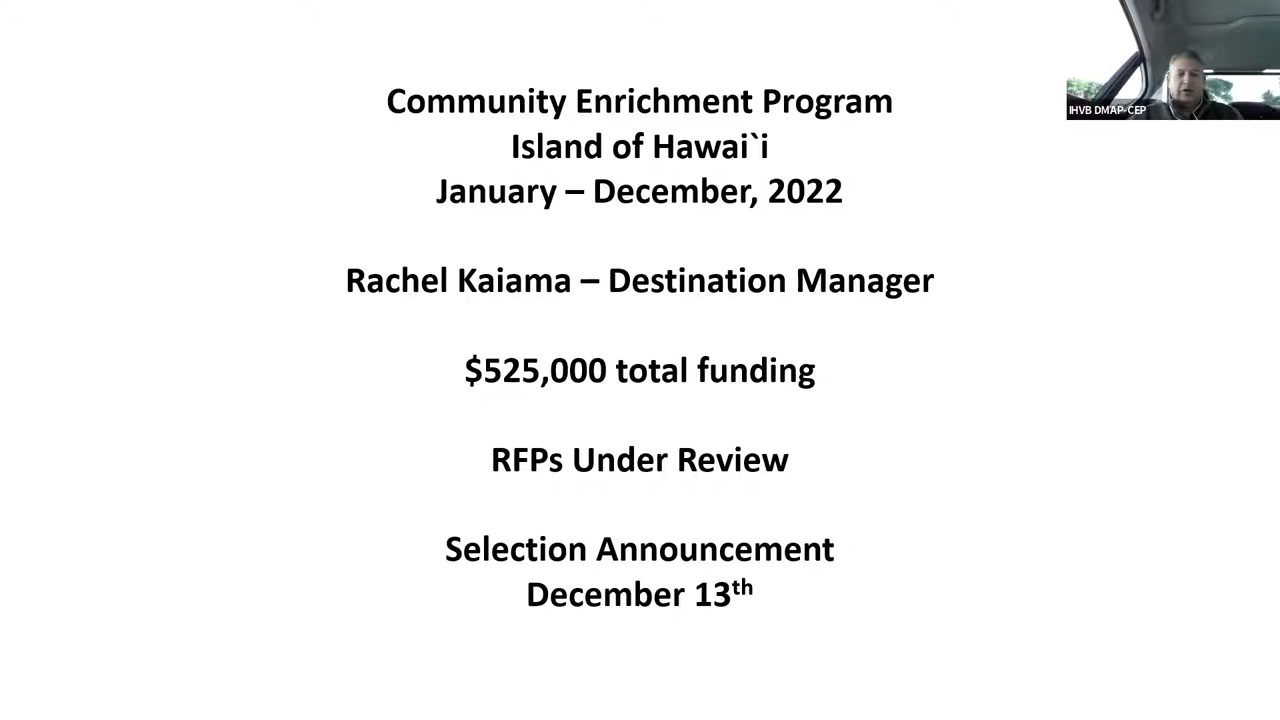 Community Enrichment Program
Island of Hawai`i
January – December, 2022
Rachel Kaiama – Destination Manager
$525,000 total funding
RFPs Under Review
Selection Announcement
December 13th
IHVB DMAP-CEP